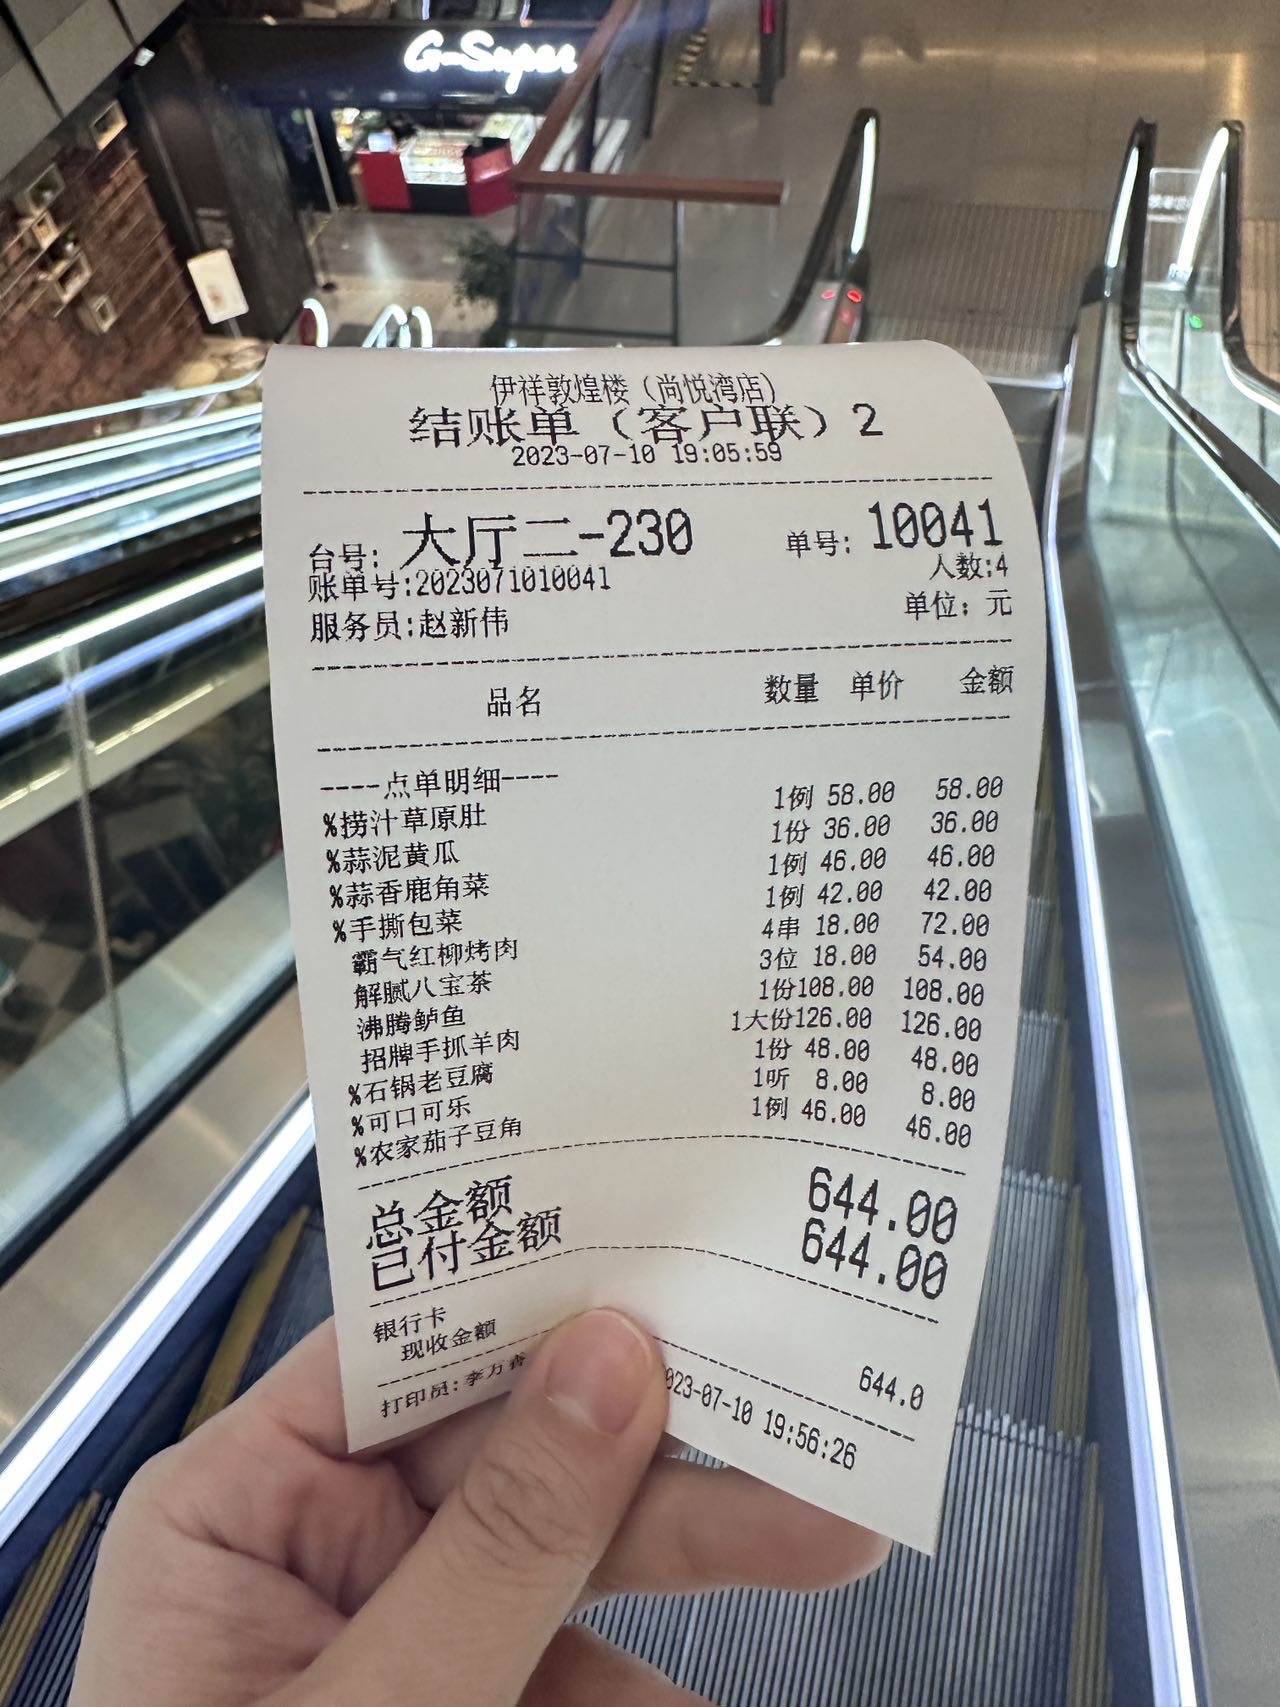 G-Super
伊祥敦煌楼（尚悦湾店）
结账单（客户联）2
2023-07-10 19:05:59
台号: 大厅二-230 单号: 10041
账单号:2023071010041 人数:4
服务员:赵新伟 单位: 元
品名 数量 单价 金额
----点单明细----
%捞汁草原肚 1例 58.00 58.00
%蒜泥黄瓜 1份 36.00 36.00
%蒜香鹿角菜 1例 46.00 46.00
%手撕包菜 1例 42.00 42.00
霸气红柳烤肉 4串 18.00 72.00
解腻八宝茶 3位 18.00 54.00
沸腾鲈鱼 1份108.00 108.00
招牌手抓羊肉 1大份126.00 126.00
%石锅老豆腐 1份 48.00 48.00
%可口可乐 1听 8.00 8.00
%农家茄子豆角 1例 46.00 46.00
总金额 644.00
已付金额 644.00
银行卡
现收金额 644.0
打印员:李万 023-07-10 19:56:26